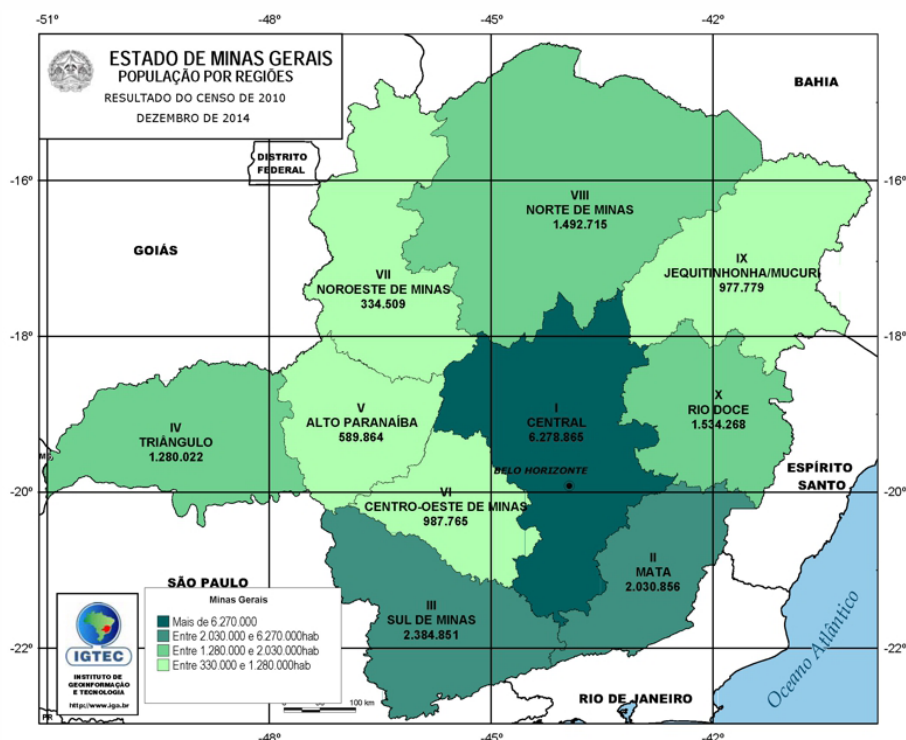 -51º
-48º
-45º
-42º
ESTADO DE MINAS GERAIS
POPULAÇÃO POR REGIÕES
RESULTADO DO CENSO DE 2010
DEZEMBRO DE 2014
BAHIA
DISTRITO
FEDERAL
-16º
-16º
VIII
NORTE DE MINAS
1.492.715
GOIÁS
IX
JEQUITINHONHA/MUCURI
977.779
VII
NOROESTE DE MINAS
334.509
-18º
-18º
IV
TRIÂNGULO
1.280.022
V
ALTO PARANAÍBA
589.864
I
CENTRAL
6.278.865
X
RIO DOCE
1.534.268
BELO HORIZONTE
ESPÍRITO
SANTO
-20º
-20º
VI
CENTRO-OESTE DE MINAS
987.765
II
MATA
2.030.856
SÃO PAULO
III
SUL DE MINAS
2.384.851
Minas Gerais
Mais de 6.270.000
Entre 2.030.000 e 6.270.000hab
Entre 1.280.000 e 2.030.000hab
Entre 330.000 e 1.280.000hab
IGTEC
INSTITUTO DE
GEOINFORMAÇÃO
E TECNOLOGIA
http://www.iga.br
-22º
-22º
Oceano Atlântico
RIO DE JANEIRO
PR
100 km
-51º
-48º
-45º
-42º